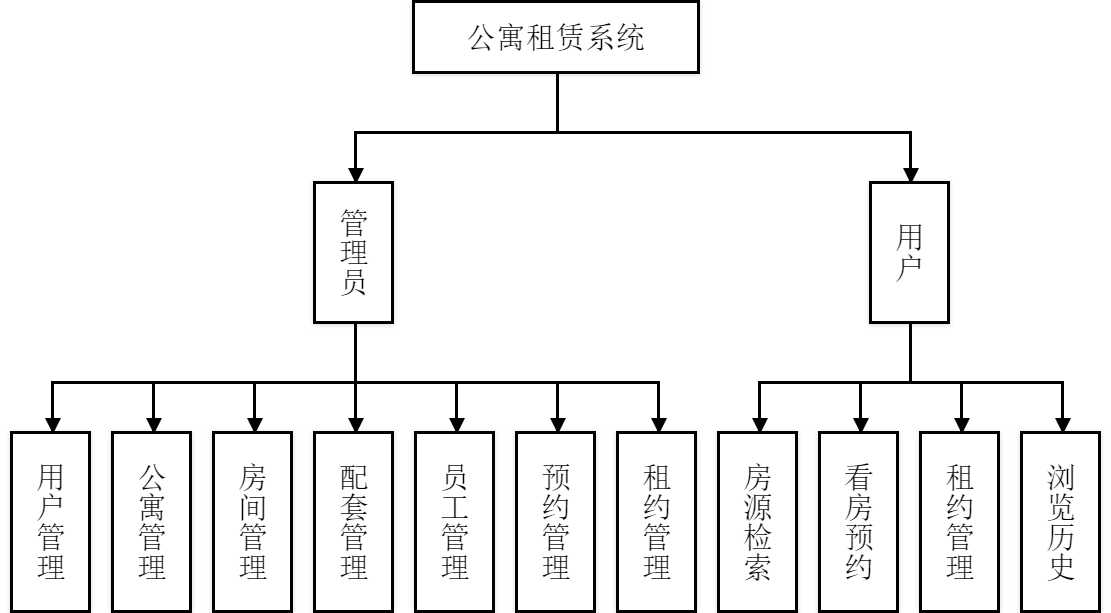 公寓租赁系统
管理员
用户
用户管理
公寓管理
房间管理
配套管理
员工管理
预约管理
租约管理
房源检索
看房预约
租约管理
浏览历史